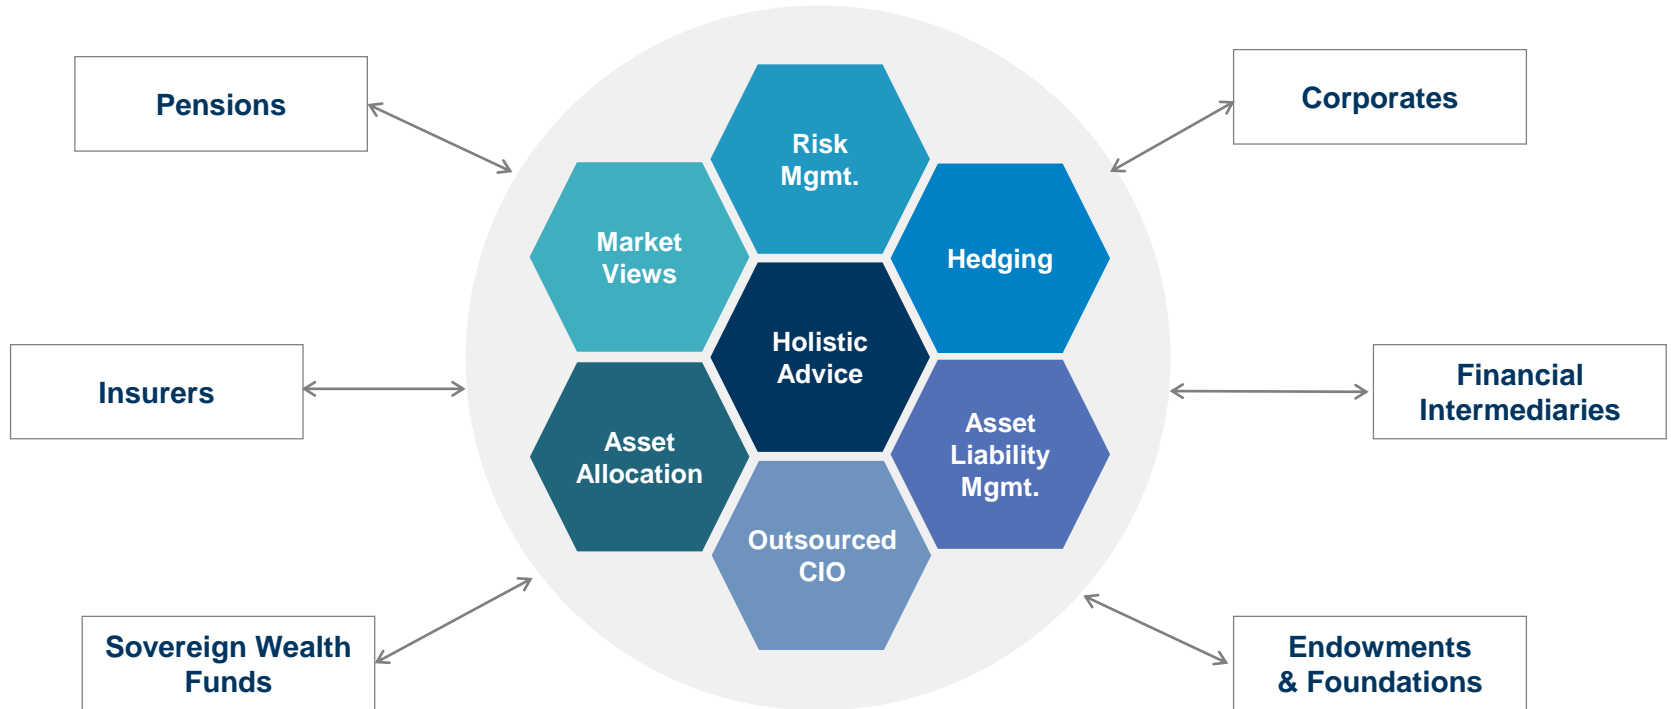 Pensions
Corporates
Risk
Mgmt.
Market
Views
Hedging
Holistic
Advice
Insurers
Financial
Intermediaries
Asset
Allocation
Asset
Liability
Mgmt.
Outsourced
CIO
Sovereign Wealth
Funds
Endowments
& Foundations